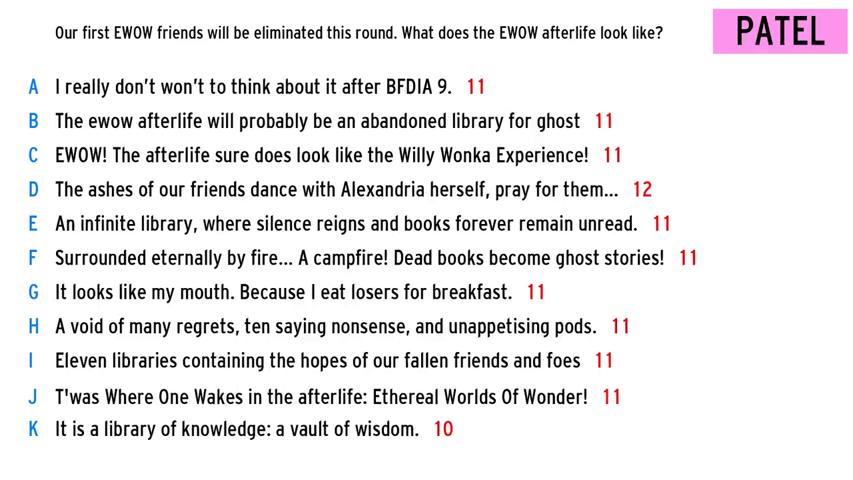 Our first EWOW friends will be eliminated this round. What does the EWOW afterlife look like?
PATEL
A I really don't won't to think about it after BFDIA 9. 11
B The ewow afterlife will probably be an abandoned library for ghost 11
C EWOW! The afterlife sure does look like the Willy Wonka Experience! 11
D The ashes of our friends dance with Alexandria herself, pray for them... 12
E An infinite library, where silence reigns and books forever remain unread. 11
F Surrounded eternally by fire... A campfire! Dead books become ghost stories! 11
G It looks like my mouth. Because I eat losers for breakfast. 11
H A void of many regrets, ten saying nonsense, and unappetising pods. 11
I Eleven libraries containing the hopes of our fallen friends and foes 11
J T'was Where One Wakes in the afterlife: Ethereal Worlds Of Wonder! 11
K It is a library of knowledge: a vault of wisdom. 10